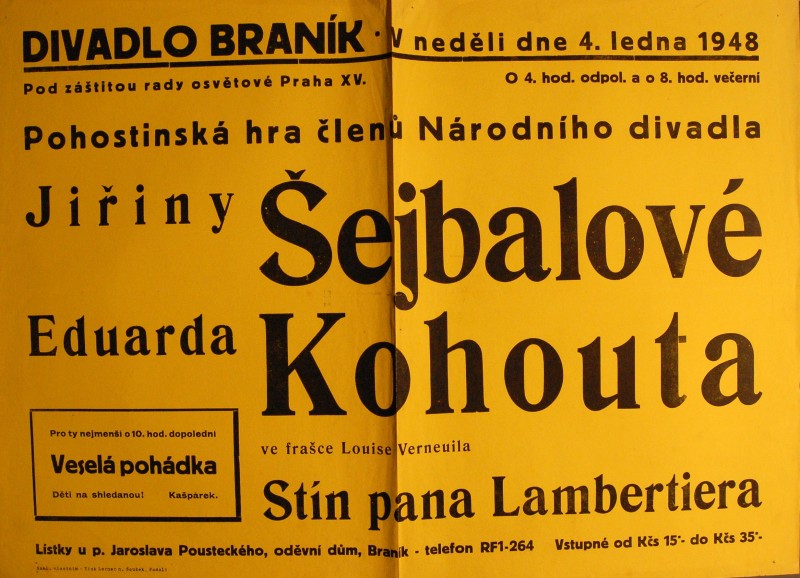 DIVADLO BRANÍK · V neděli dne 4. ledna 1948
Pod záštitou rady osvětové Praha XV.
O 4. hod. odpol. a o 8. hod. večerní
Pohostinská hra členů Národního divadla
Jiřiny Šejbalové
Eduarda Kohouta
Pro ty nejmenší o 10. hod. dopolední
Veselá pohádka
Děti na shledanou! Kašpárek.
ve frašce Louise Verneuila
Stín pana Lambertiera
Lístky u p. Jaroslava Pousteckého, oděvní dům, Braník - telefon RF1-264 Vstupné od Kčs 15·- do Kčs 35·-